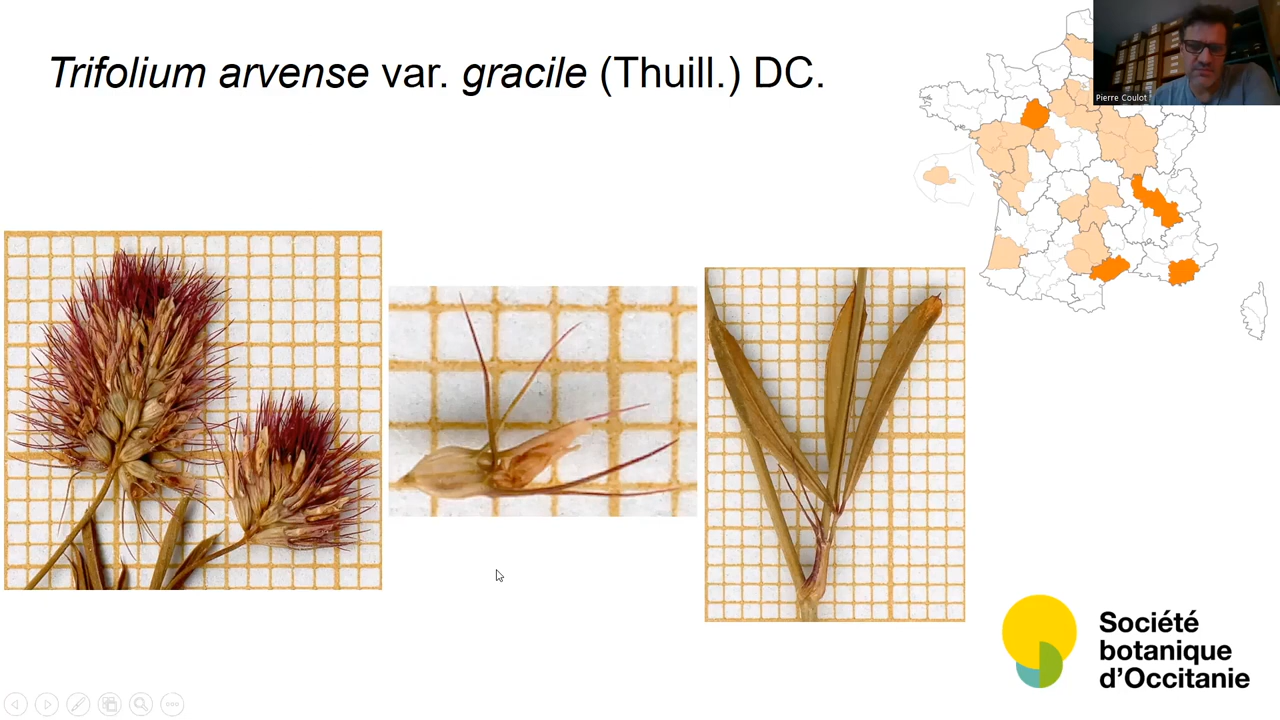 Trifolium arvense var. gracile (Thuill.) DC.
Pierre Coulot
Société
botanique
d'Occitanie